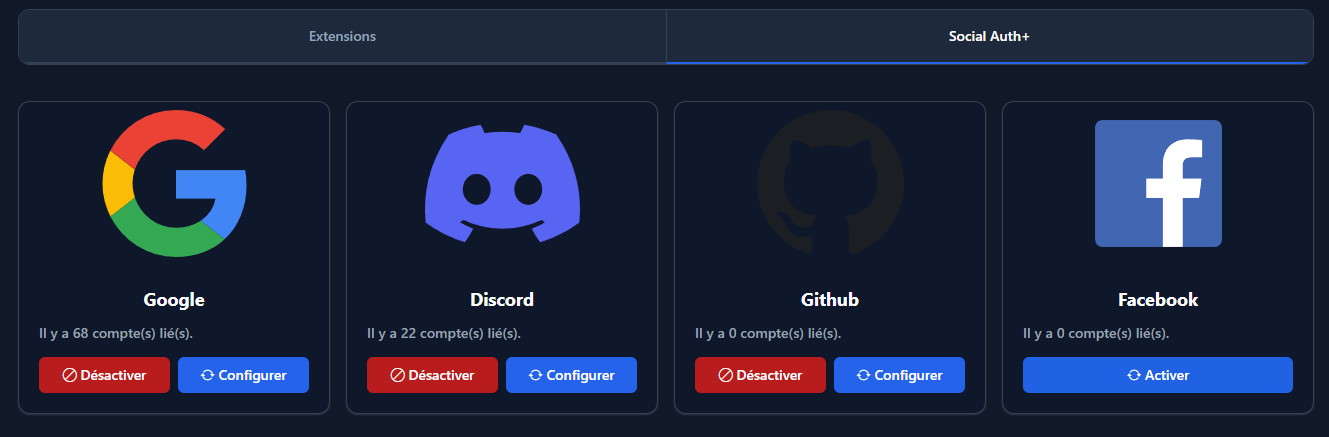 Extensions
Social Auth+
Google
Il y a 68 compte(s) lié(s).
Désactiver
Configurer
Discord
Il y a 22 compte(s) lié(s).
Désactiver
Configurer
Github
Il y a 0 compte(s) lié(s).
Désactiver
Configurer
Facebook
Il y a 0 compte(s) lié(s).
Activer